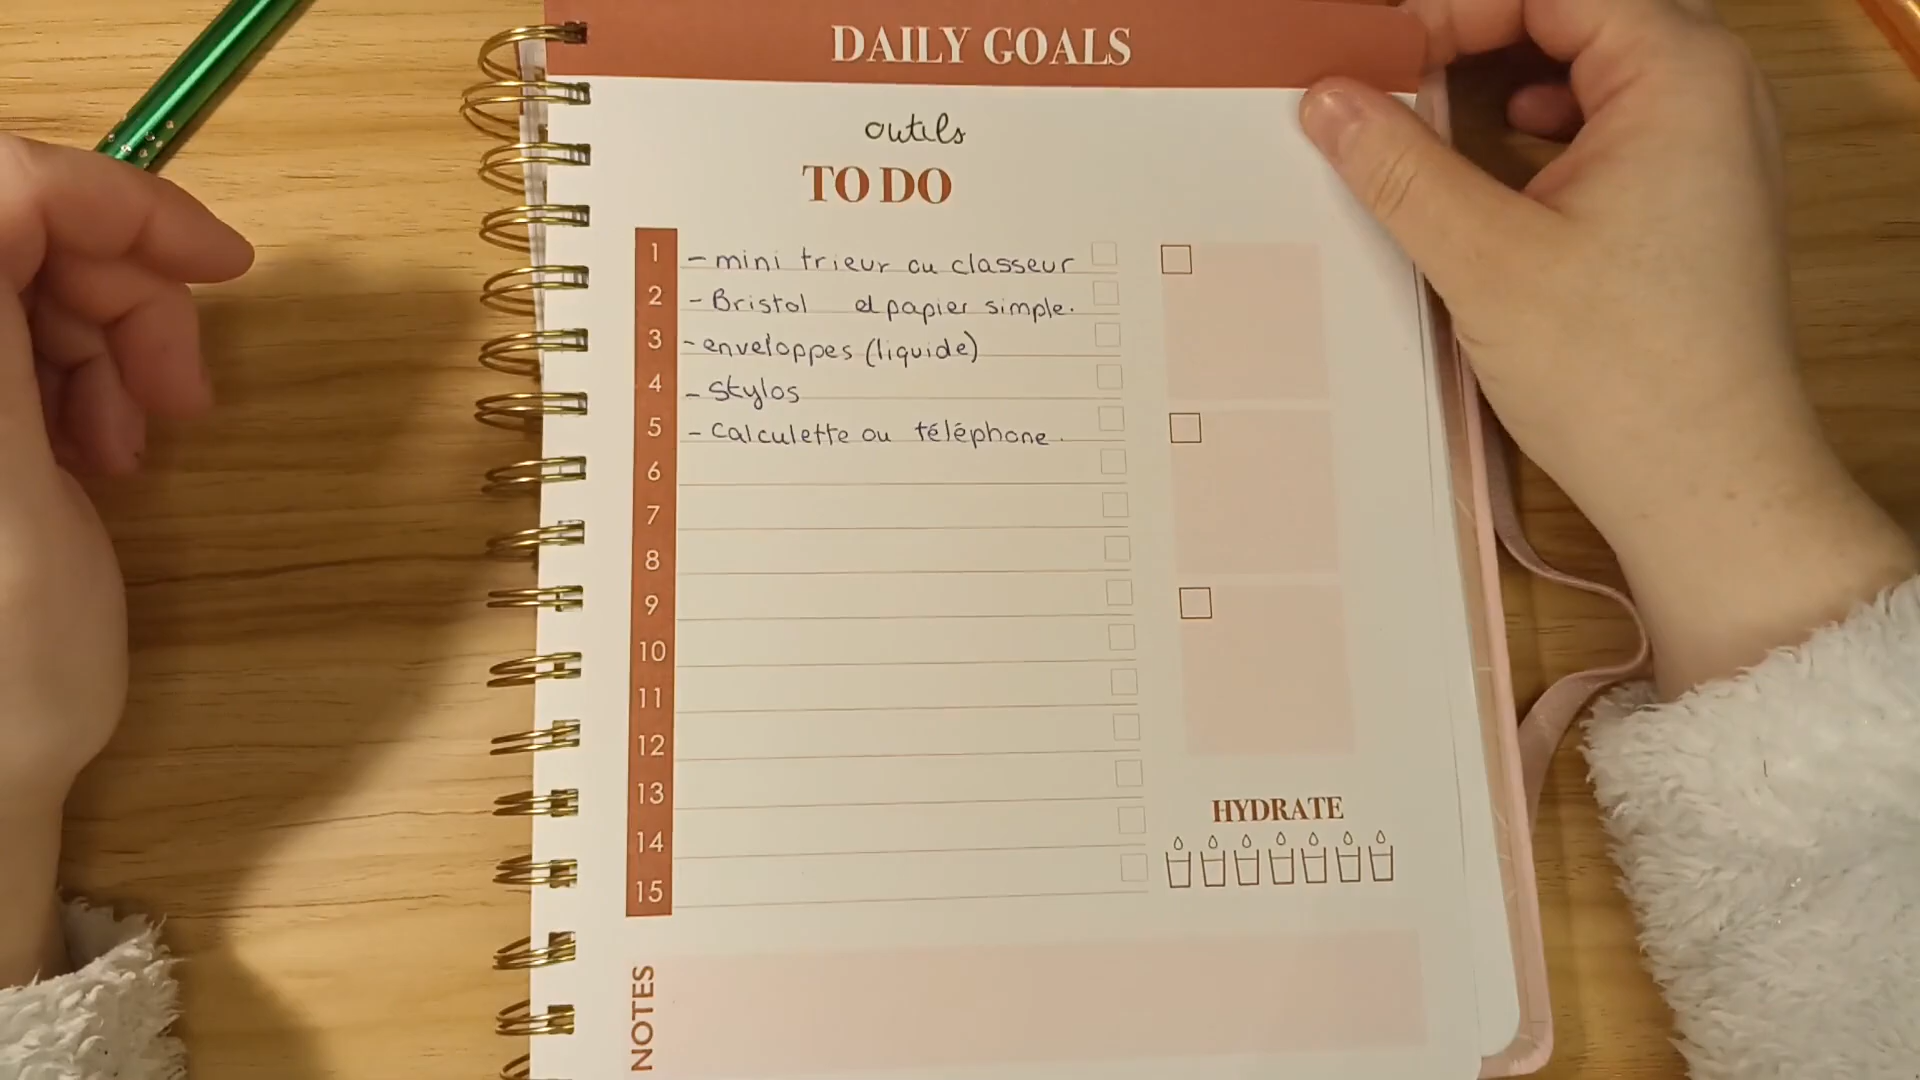 DAILY GOALS
outils
TO DO
1 - mini trieur ou classeur
2 - Bristol et papier simple.
3 - enveloppes (liquide)
4 - stylos
5 - calculette ou téléphone.
6
7
8
9
10
11
12
13
14
15
HYDRATE
NOTES